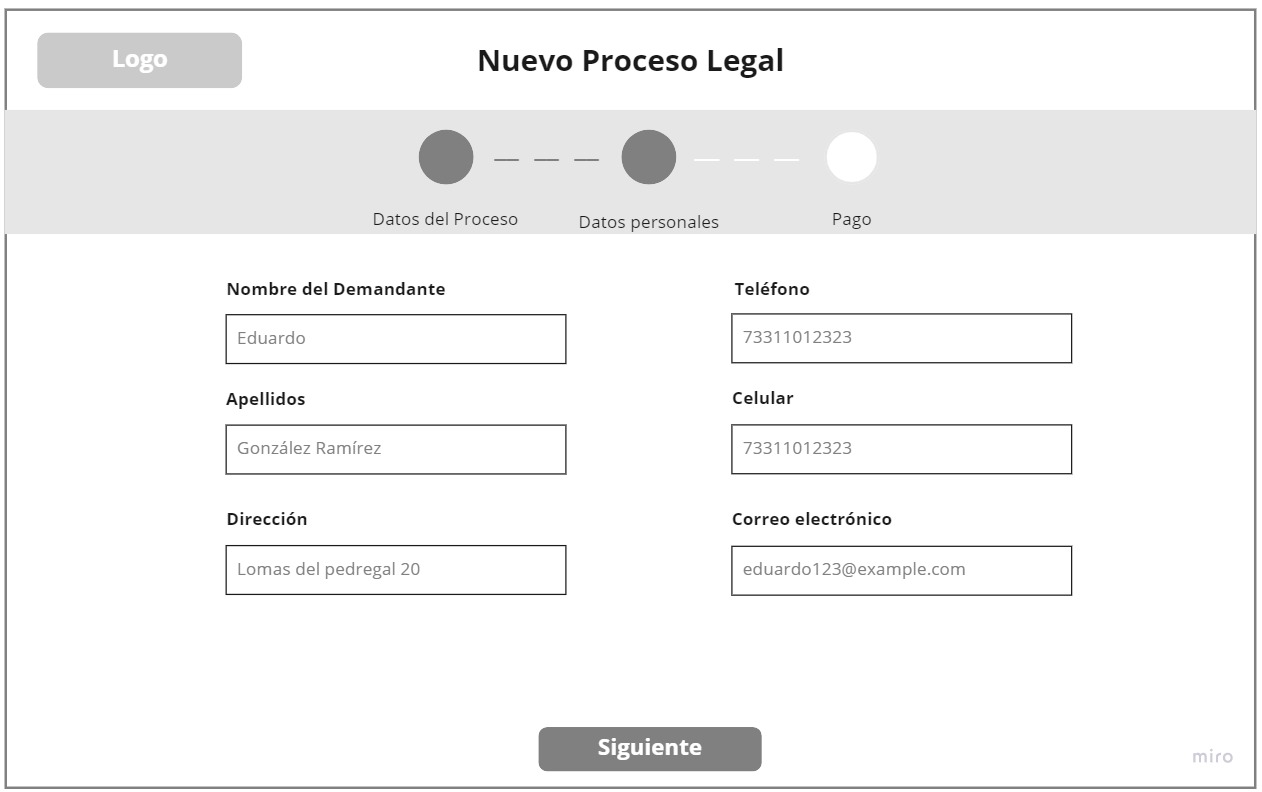 Logo
Nuevo Proceso Legal
Datos del Proceso
Datos personales
Pago
Nombre del Demandante
Eduardo
Teléfono
73311012323
Apellidos
González Ramírez
Celular
73311012323
Dirección
Lomas del pedregal 20
Correo electrónico
eduardo123@example.com
Siguiente
miro